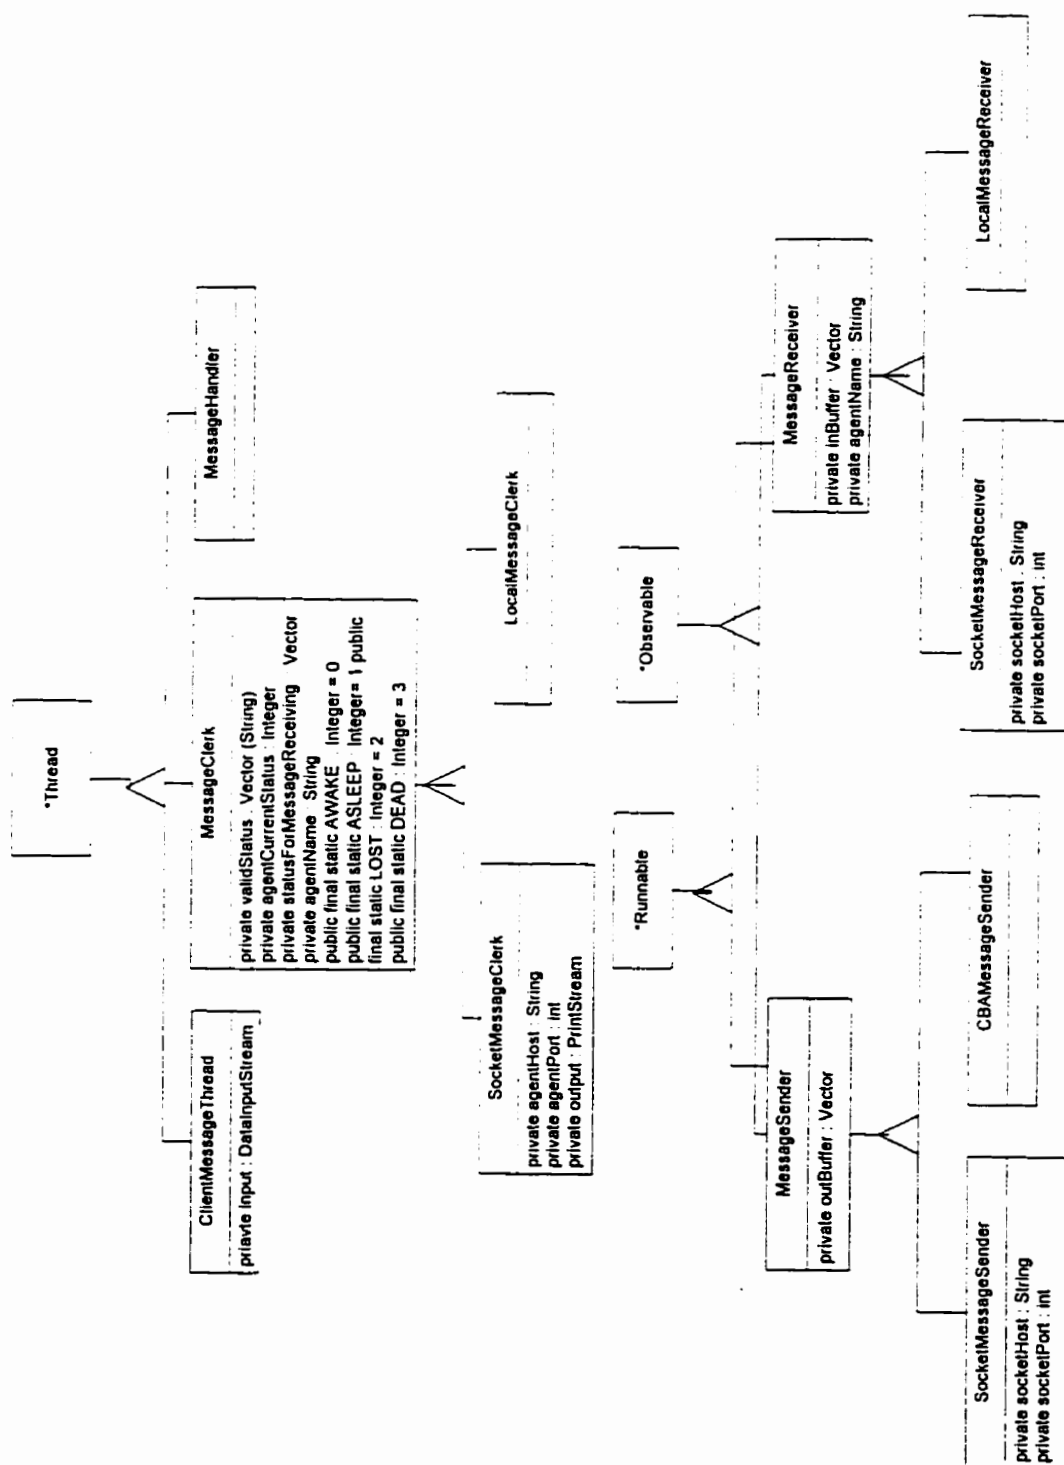 *Thread
ClientMessageThread
priavte Input : DataInputStream
MessageClerk
private validStatus : Vector (String)
private agentCurrentStatus : Integer
private statusForMessageReceiving Vector
private agentName String
public final static AWAKE : Integer = 0
public final static ASLEEP : Integer= 1 public
final static LOST : Integer = 2
public final static DEAD : Integer = 3
MessageHandler
SocketMessageClerk
private agentHost : String
private agentPort : int
private output : PrintStream
LocalMessageClerk
*Runnable
*Observable
MessageSender
private outBuffer : Vector
MessageReceiver
private inBuffer : Vector
private agentName : String
SocketMessageSender
private socketHost : String
private socketPort : int
CBAMessageSender
SocketMessageReceiver
private socketHost : String
private socketPort : int
LocalMessageReceiver